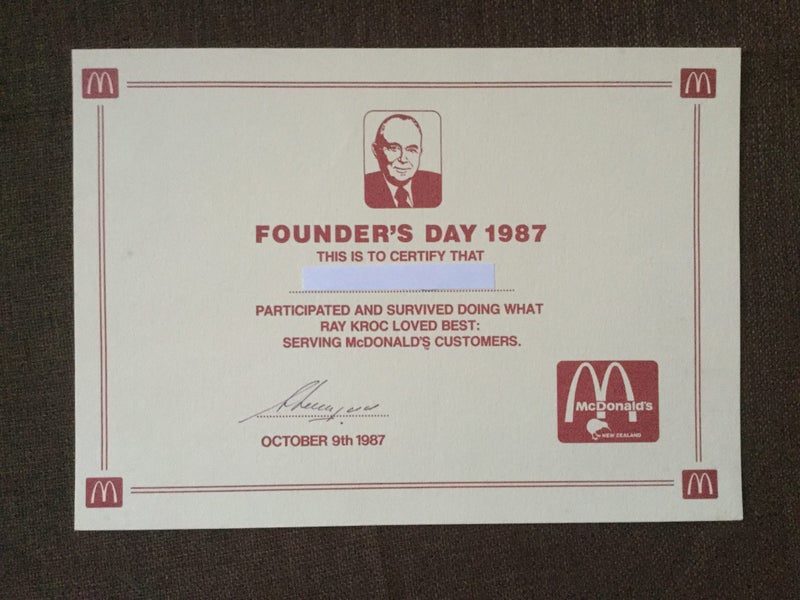 FOUNDER'S DAY 1987
THIS IS TO CERTIFY THAT
PARTICIPATED AND SURVIVED DOING WHAT
RAY KROC LOVED BEST:
SERVING McDONALD'S CUSTOMERS.
OCTOBER 9th 1987
McDonald's
NEW ZEALAND